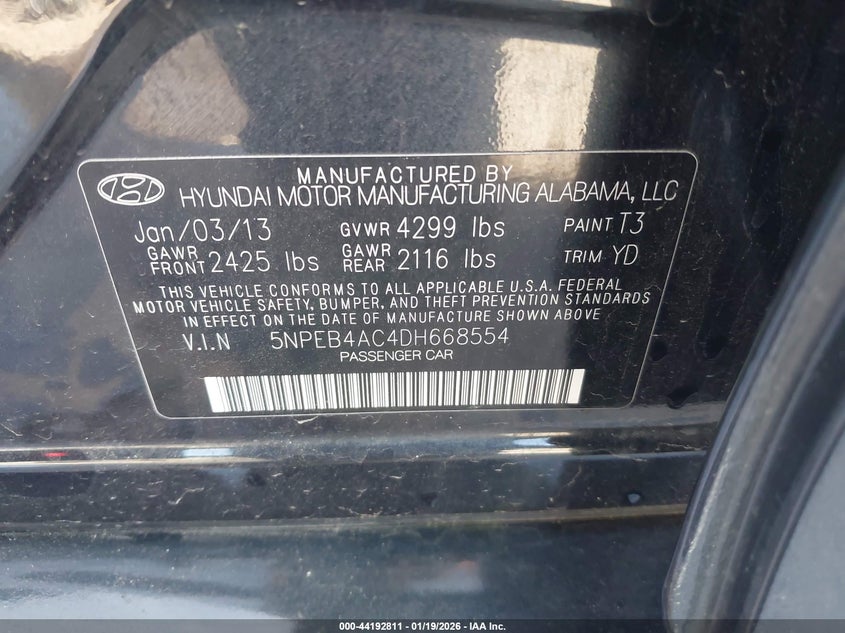 MANUFACTURED BY
HYUNDAI MOTOR MANUFACTURING ALABAMA, LLC
Jan/03/13 GVWR 4299 lbs PAINT T3
GAWR FRONT 2425 lbs GAWR REAR 2116 lbs TRIM YD
THIS VEHICLE CONFORMS TO ALL APPLICABLE U.S.A. FEDERAL
MOTOR VEHICLE SAFETY, BUMPER, AND THEFT PREVENTION STANDARDS
IN EFFECT ON THE DATE OF MANUFACTURE SHOWN ABOVE
V.I.N 5NPEB4AC4DH668554
PASSENGER CAR
000-44192811 - 01/19/2026 - IAA Inc.